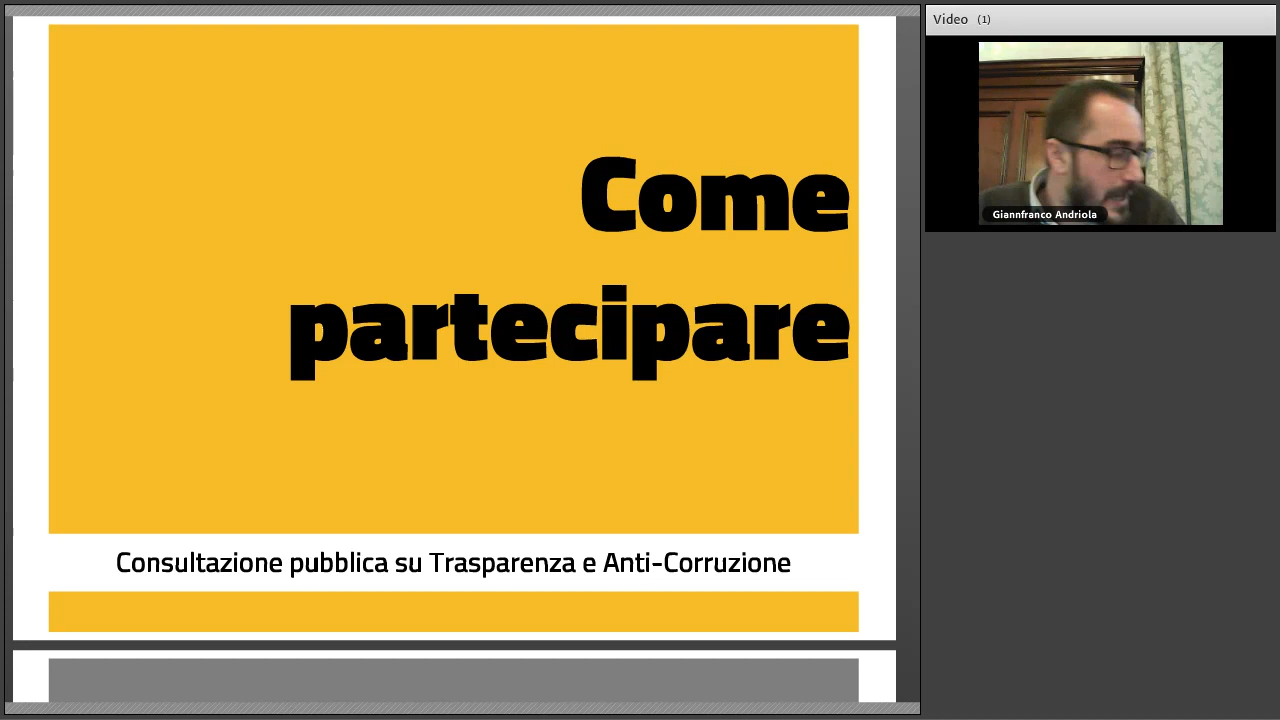 Come
partecipare
Consultazione pubblica su Trasparenza e Anti-Corruzione
Video (1)
Giannfranco Andriola